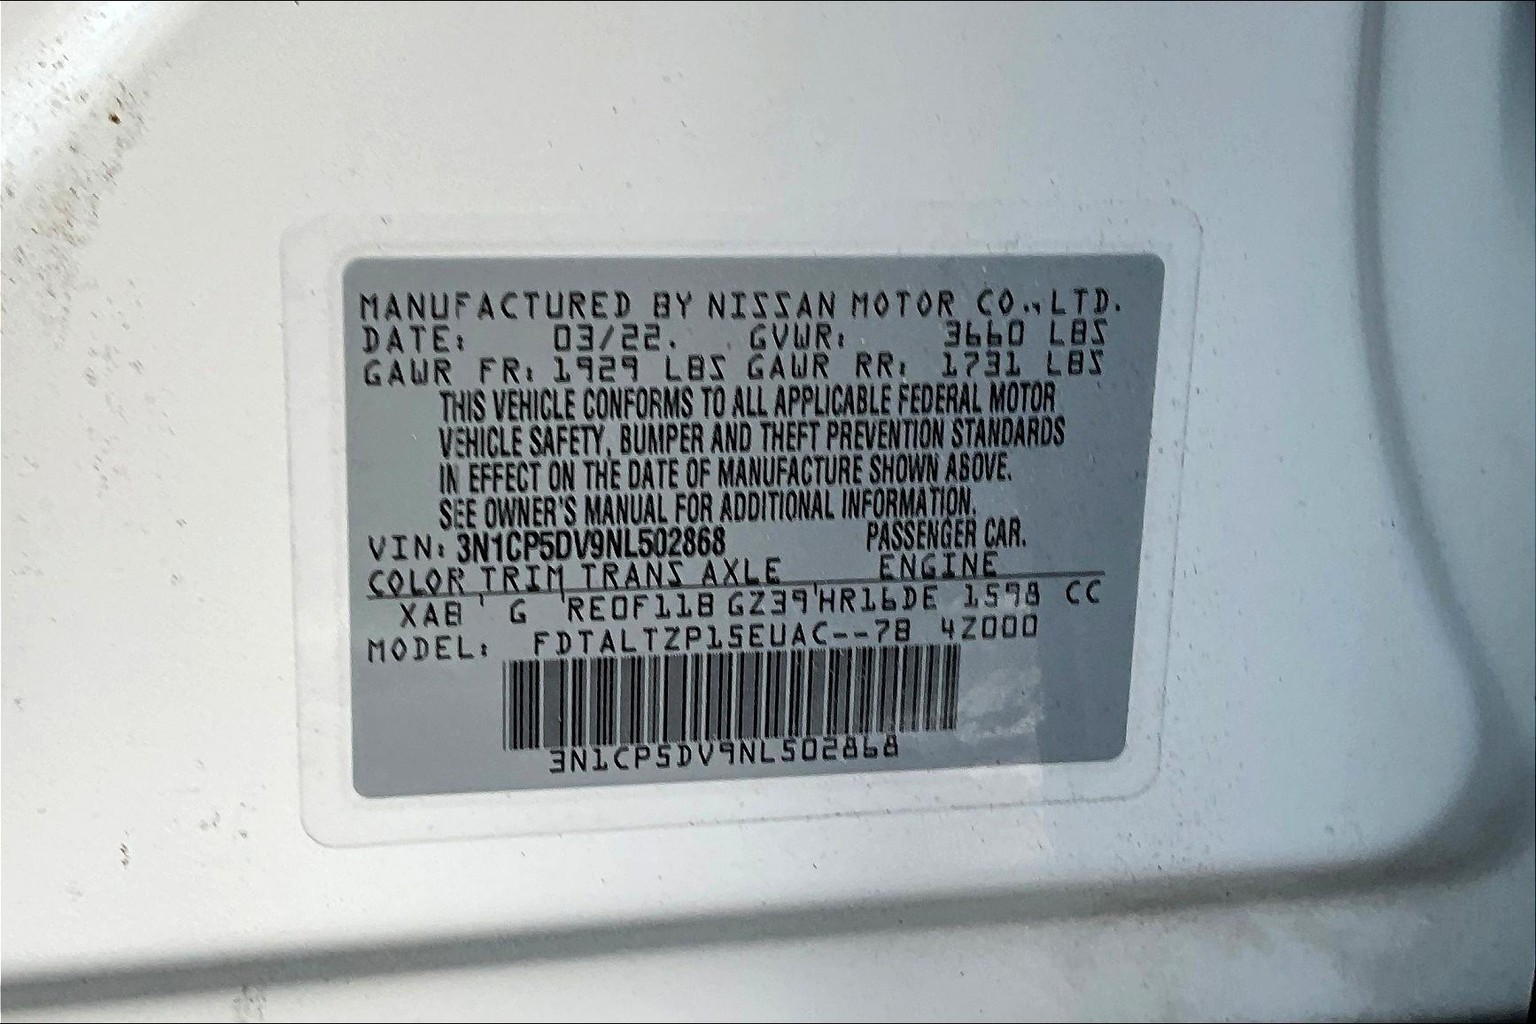 MANUFACTURED BY NISSAN MOTOR CO., LTD.
DATE: 03/22. GVWR: 3660 LBS
GAWR FR: 1929 LBS GAWR RR: 1731 LBS
THIS VEHICLE CONFORMS TO ALL APPLICABLE FEDERAL MOTOR
VEHICLE SAFETY, BUMPER AND THEFT PREVENTION STANDARDS
IN EFFECT ON THE DATE OF MANUFACTURE SHOWN ABOVE.
SEE OWNER'S MANUAL FOR ADDITIONAL INFORMATION.
VIN: 3N1CP5DV9NL502868 PASSENGER CAR.
COLOR TRIM TRANS AXLE ENGINE
XAB G RE0F11B GZ39 HR16DE 1598 CC
MODEL: FDTALTZP15EUAC--7B 4Z000
3N1CP5DV9NL502868